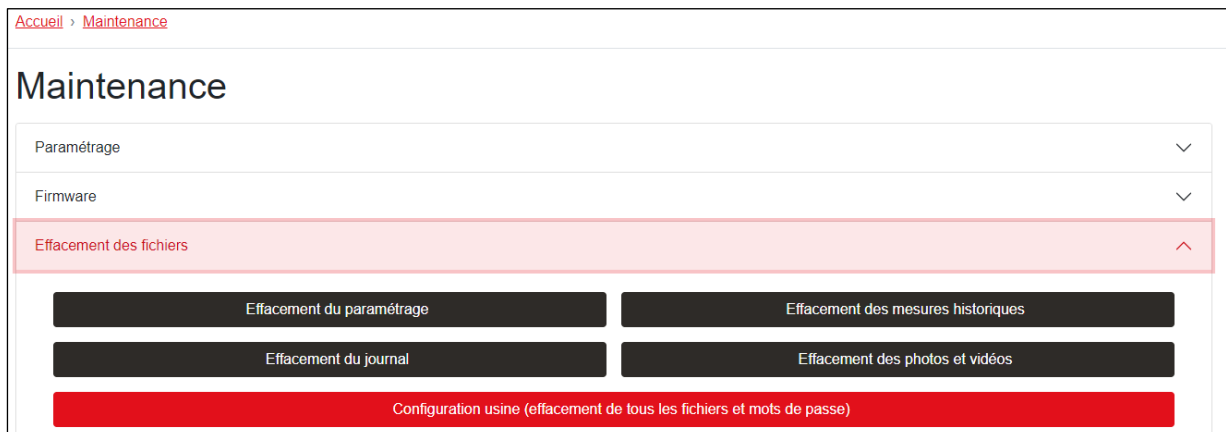 Accueil › Maintenance
Maintenance
Paramétrage
Firmware
Effacement des fichiers
Effacement du paramétrage
Effacement des mesures historiques
Effacement du journal
Effacement des photos et vidéos
Configuration usine (effacement de tous les fichiers et mots de passe)